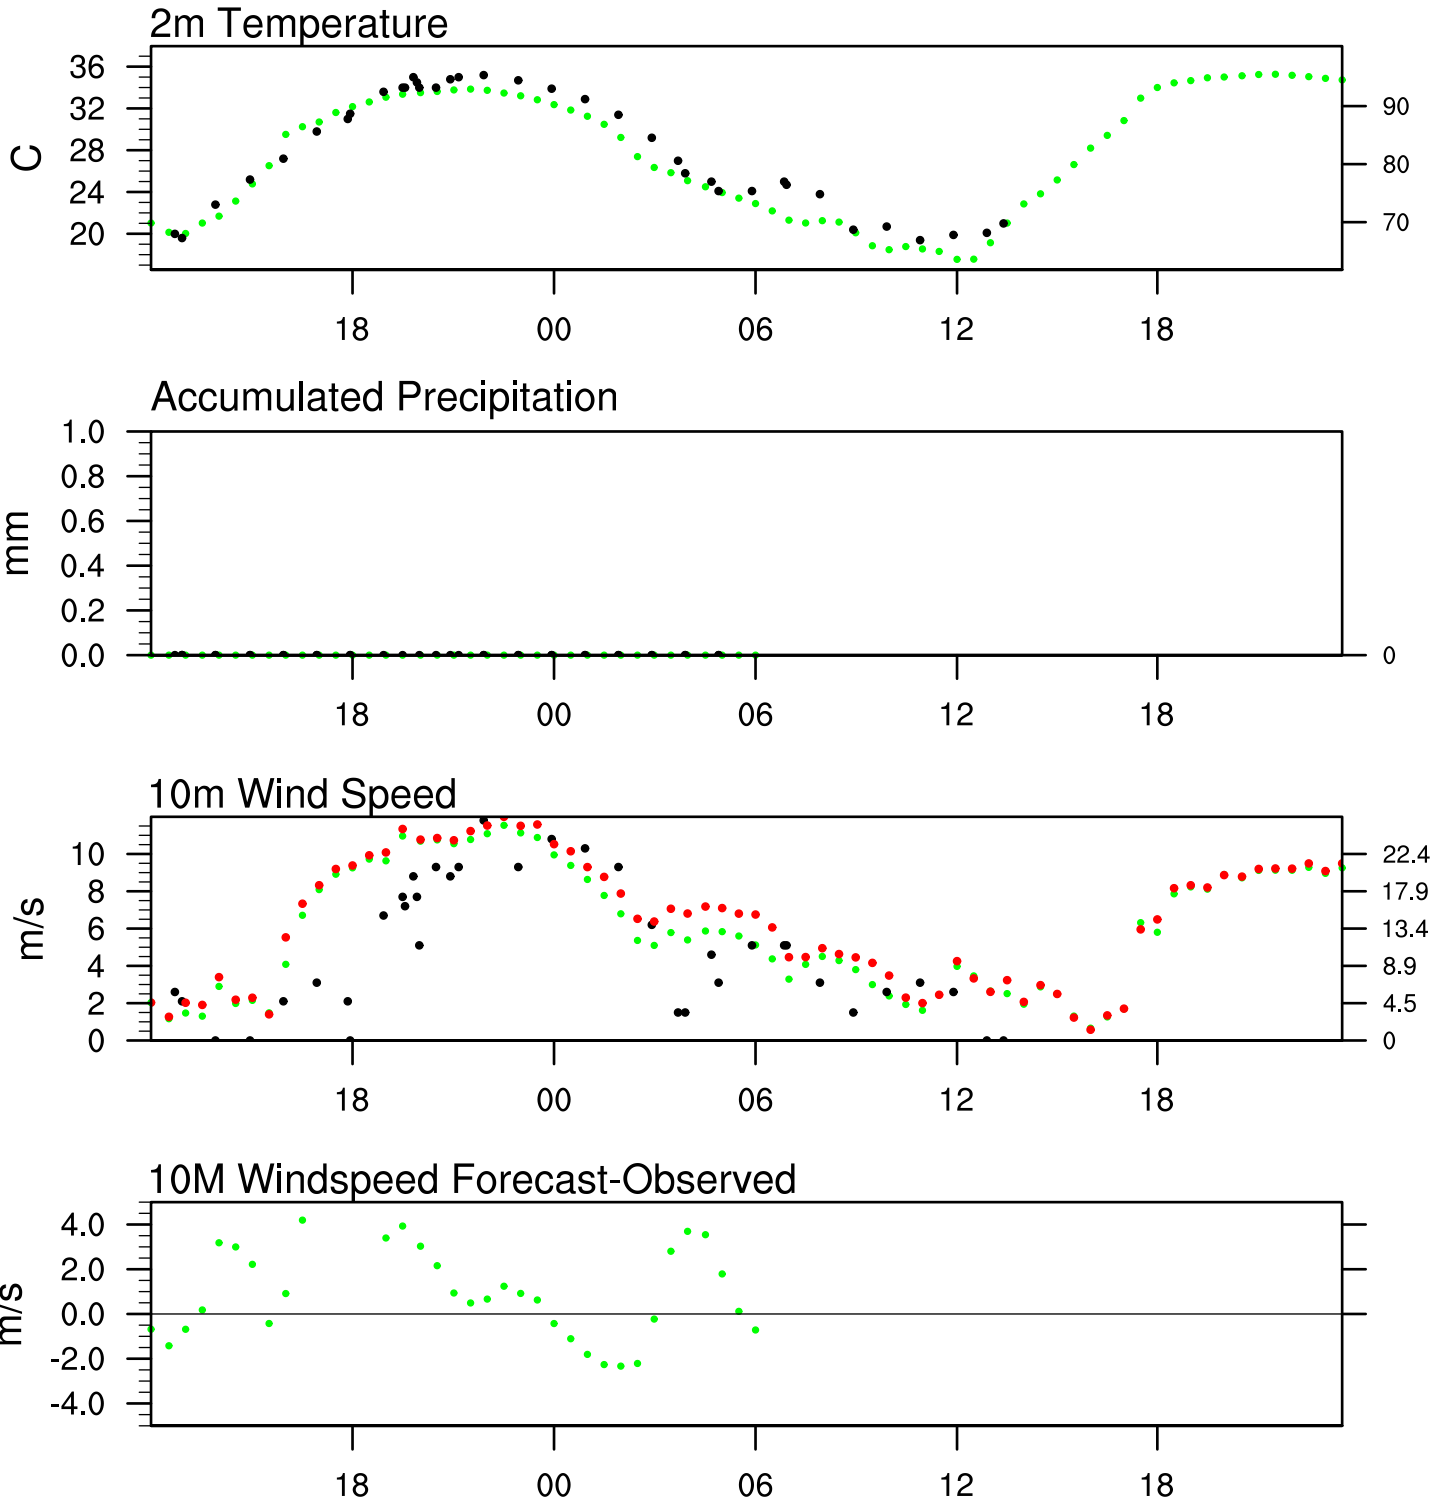 2m Temperature
36
32
28
24
20
C
90
80
70
18 00 06 12 18
Accumulated Precipitation
1.0
0.8
0.6
0.4
0.2
0.0
mm
0
18 00 06 12 18
10m Wind Speed
10
8
6
4
2
0
m/s
22.4
17.9
13.4
8.9
4.5
0
18 00 06 12 18
10M Windspeed Forecast-Observed
4.0
2.0
0.0
-2.0
-4.0
m/s
18 00 06 12 18